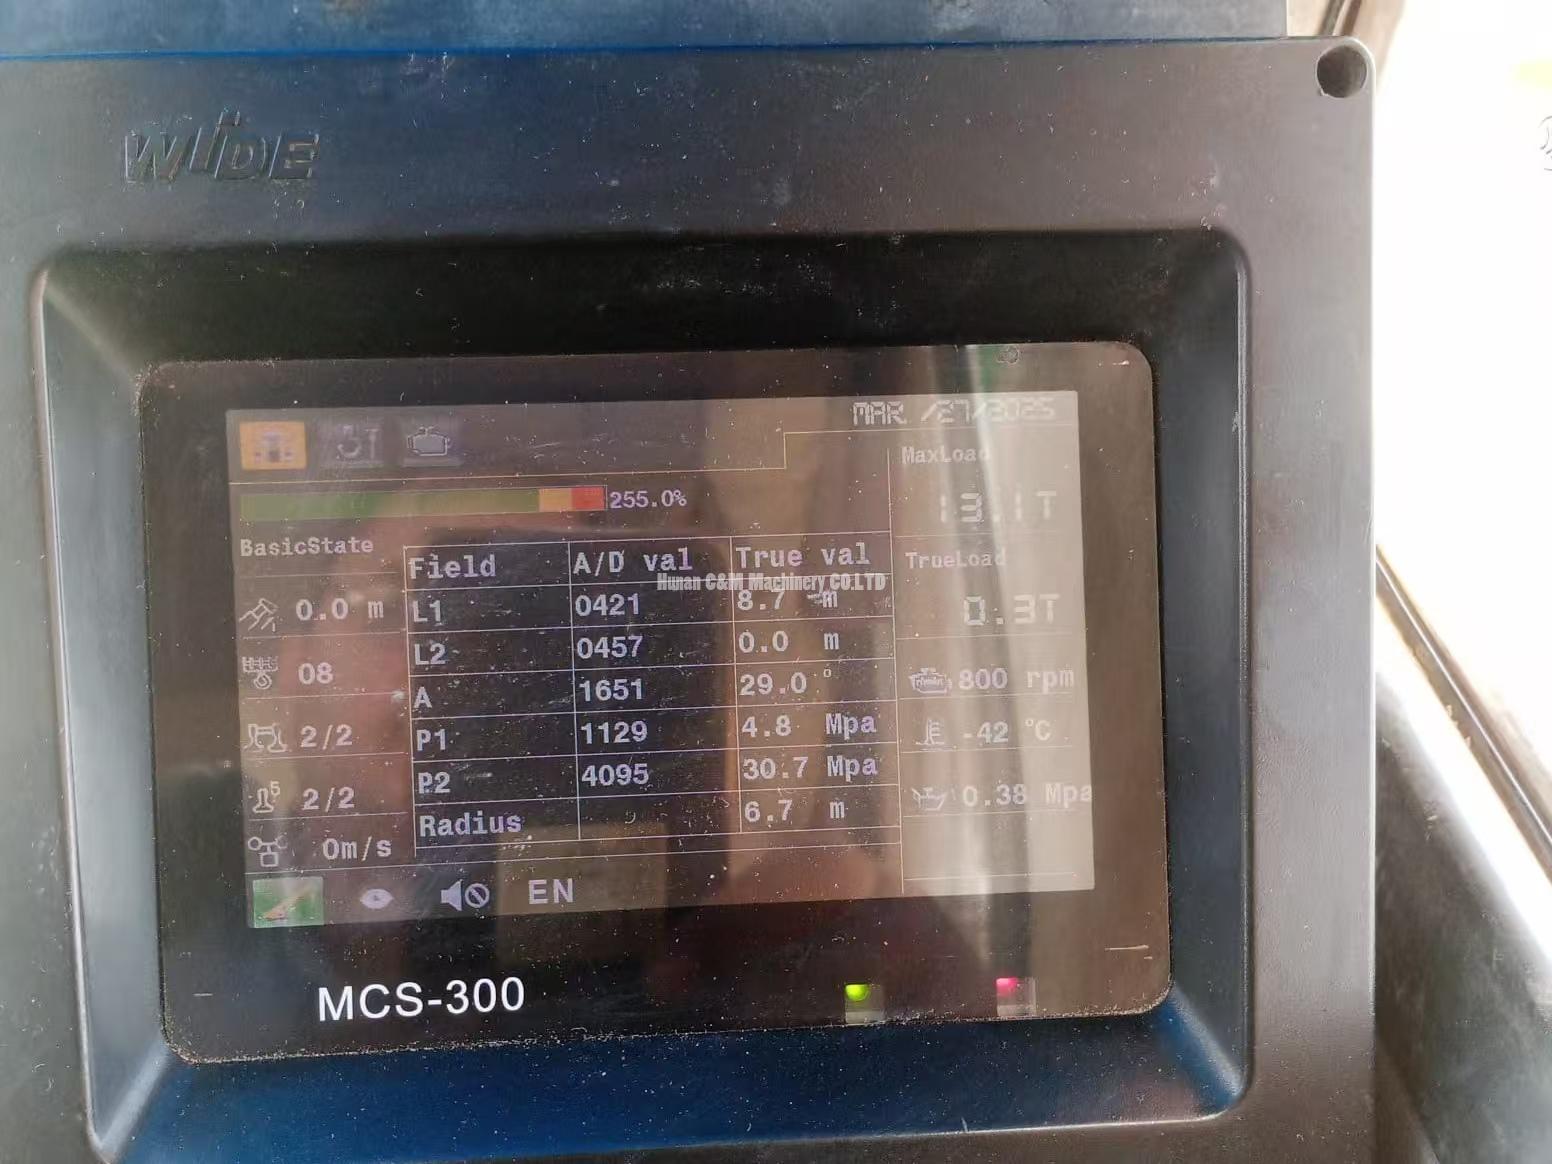 WIDE
MAR /27/2025
255.0%
MaxLoad
13.1T
TrueLoad
0.3T
800 rpm
-42 ℃
0.38 Mpa
BasicState
0.0 m
08
2/2
5
2/2
0m/s
Field A/D val True val
L1 0421 8.7 m
L2 0457 0.0 m
A 1651 29.0 °
P1 1129 4.8 Mpa
P2 4095 30.7 Mpa
Radius 6.7 m
Hunan C&M Machinery CO.LTD
EN
MCS-300